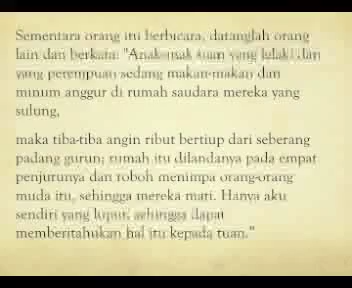 Sementara orang itu berbicara, datanglah orang
lain dan berkata: "Anak-anak tuan yang lelaki dan
yang perempuan sedang makan-makan dan
minum anggur di rumah saudara mereka yang
sulung,
maka tiba-tiba angin ribut bertiup dari seberang
padang gurun; rumah itu dilandanya pada empat
penjurunya dan roboh menimpa orang-orang
muda itu, sehingga mereka mati. Hanya aku
sendiri yang luput, sehingga dapat
memberitahukan hal itu kepada tuan."